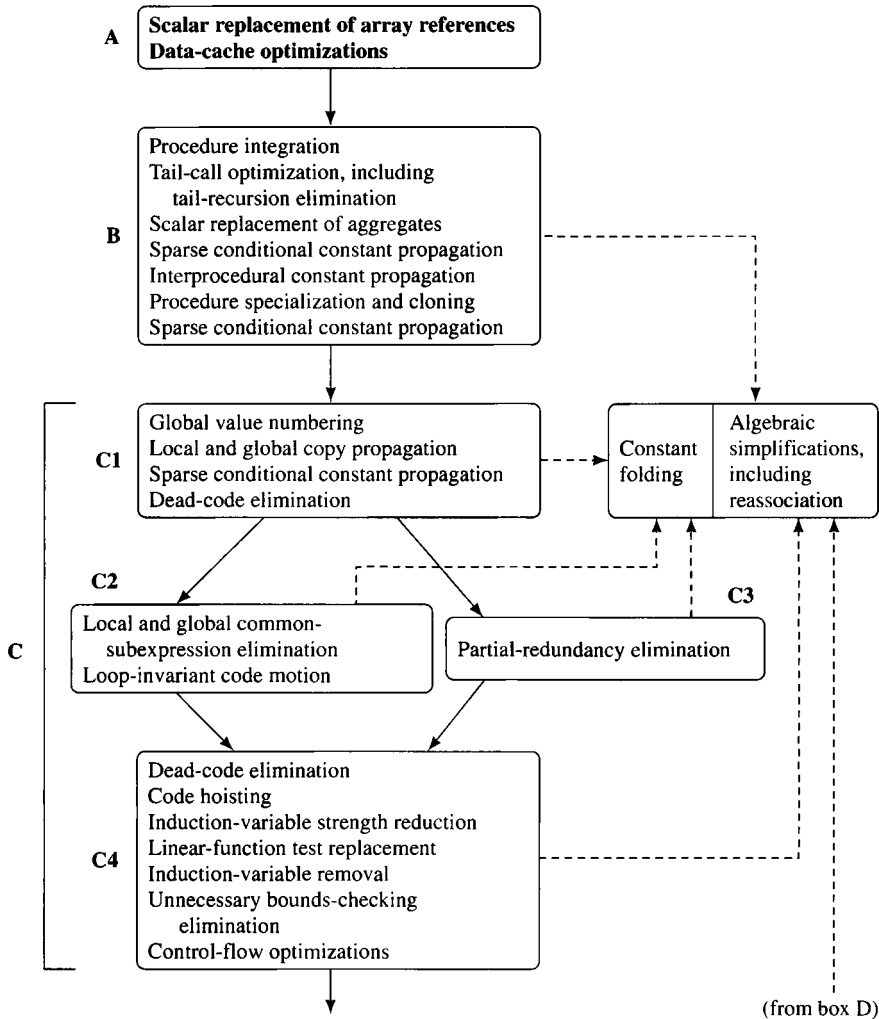 A
Scalar replacement of array references
Data-cache optimizations
B
Procedure integration
Tail-call optimization, including
tail-recursion elimination
Scalar replacement of aggregates
Sparse conditional constant propagation
Interprocedural constant propagation
Procedure specialization and cloning
Sparse conditional constant propagation
C
C1
Global value numbering
Local and global copy propagation
Sparse conditional constant propagation
Dead-code elimination
Constant
folding
Algebraic
simplifications,
including
reassociation
C2
Local and global common-
subexpression elimination
Loop-invariant code motion
C3
Partial-redundancy elimination
C4
Dead-code elimination
Code hoisting
Induction-variable strength reduction
Linear-function test replacement
Induction-variable removal
Unnecessary bounds-checking
elimination
Control-flow optimizations
(from box D)